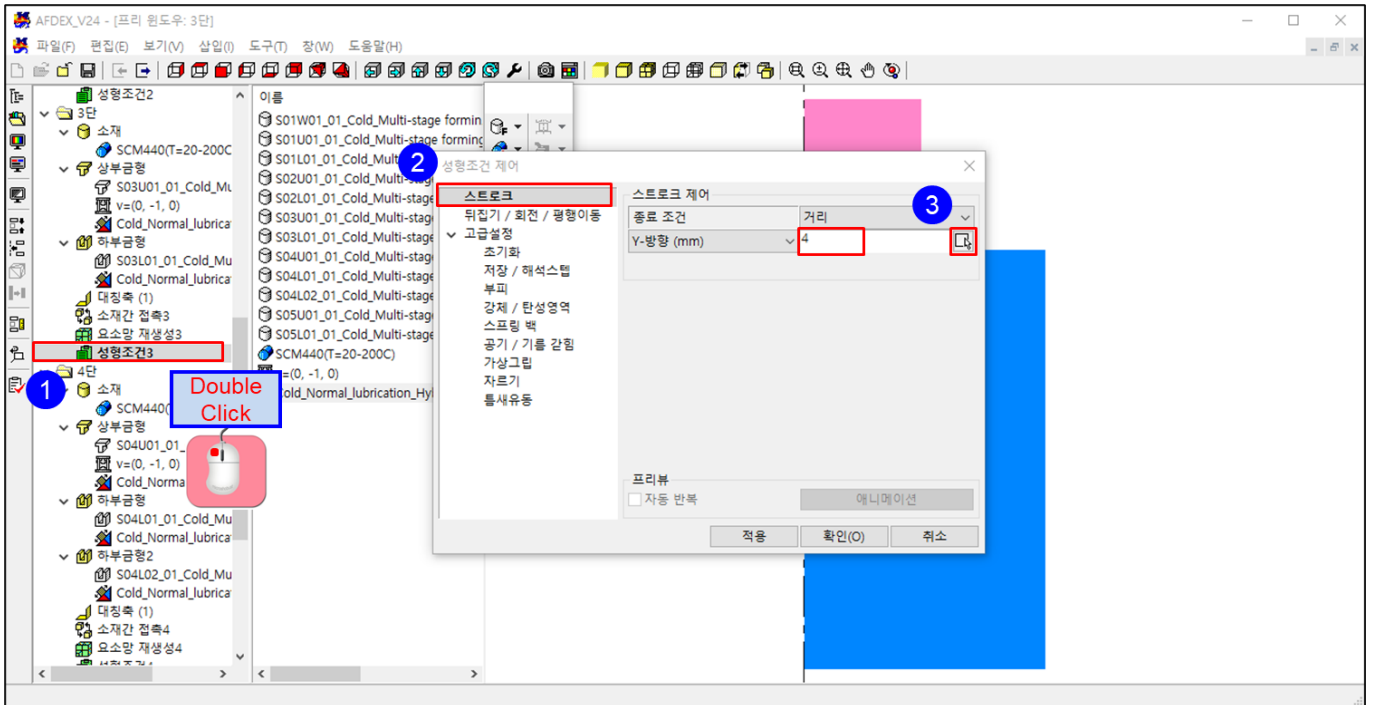 AFDEX_V24 - [프리 윈도우: 3단]
파일(F) 편집(E) 보기(V) 삽입(I) 도구(T) 창(W) 도움말(H)
성형조건2
3단
소재
SCM440(T=20-200C
상부금형
S03U01_01_Cold_Mu
v=(0, -1, 0)
Cold_Normal_lubrica
하부금형
S03L01_01_Cold_Mu
Cold_Normal_lubrica
대칭축 (1)
소재간 접촉3
요소망 재생성3
성형조건3
4단
소재
SCM440(
상부금형
S04U01_01_
v=(0, -1, 0)
Cold_Norma
하부금형
S04L01_01_Cold_Mu
Cold_Normal_lubrica
하부금형2
S04L02_01_Cold_Mu
Cold_Normal_lubrica
대칭축 (1)
소재간 접촉4
요소망 재생성4
성형조건4
1
Double
Click
이름
S01W01_01_Cold_Multi-stage formin
S01U01_01_Cold_Multi-stage forming
S01L01_01_Cold_Mult
S02U01_01_Cold_Multi-stag
S02L01_01_Cold_Multi-stage
S03U01_01_Cold_Multi-stag
S03L01_01_Cold_Multi-stage
S04U01_01_Cold_Multi-stag
S04L01_01_Cold_Multi-stage
S04L02_01_Cold_Multi-stage
S05U01_01_Cold_Multi-stag
S05L01_01_Cold_Multi-stage
SCM440(T=20-200C)
=(0, -1, 0)
Cold_Normal_lubrication_Hyl
2
성형조건 제어
스트로크
뒤집기 / 회전 / 평행이동
고급설정
초기화
저장 / 해석스텝
부피
강체 / 탄성영역
스프링 백
공기 / 기름 갇힘
가상그립
자르기
틈새유동
스트로크 제어
3
종료 조건 거리
Y-방향 (mm) 4
프리뷰
자동 반복 애니메이션
적용 확인(O) 취소